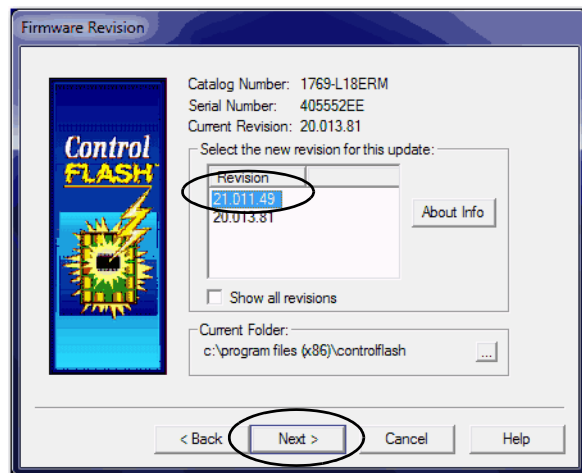 Firmware Revision
Control
FLASH
Catalog Number: 1769-L18ERM
Serial Number: 405552EE
Current Revision: 20.013.81
Select the new revision for this update:
Revision
21.011.49
20.013.81
About Info
Show all revisions
Current Folder:
c:\program files (x86)\controlflash
...
< Back
Next >
Cancel
Help